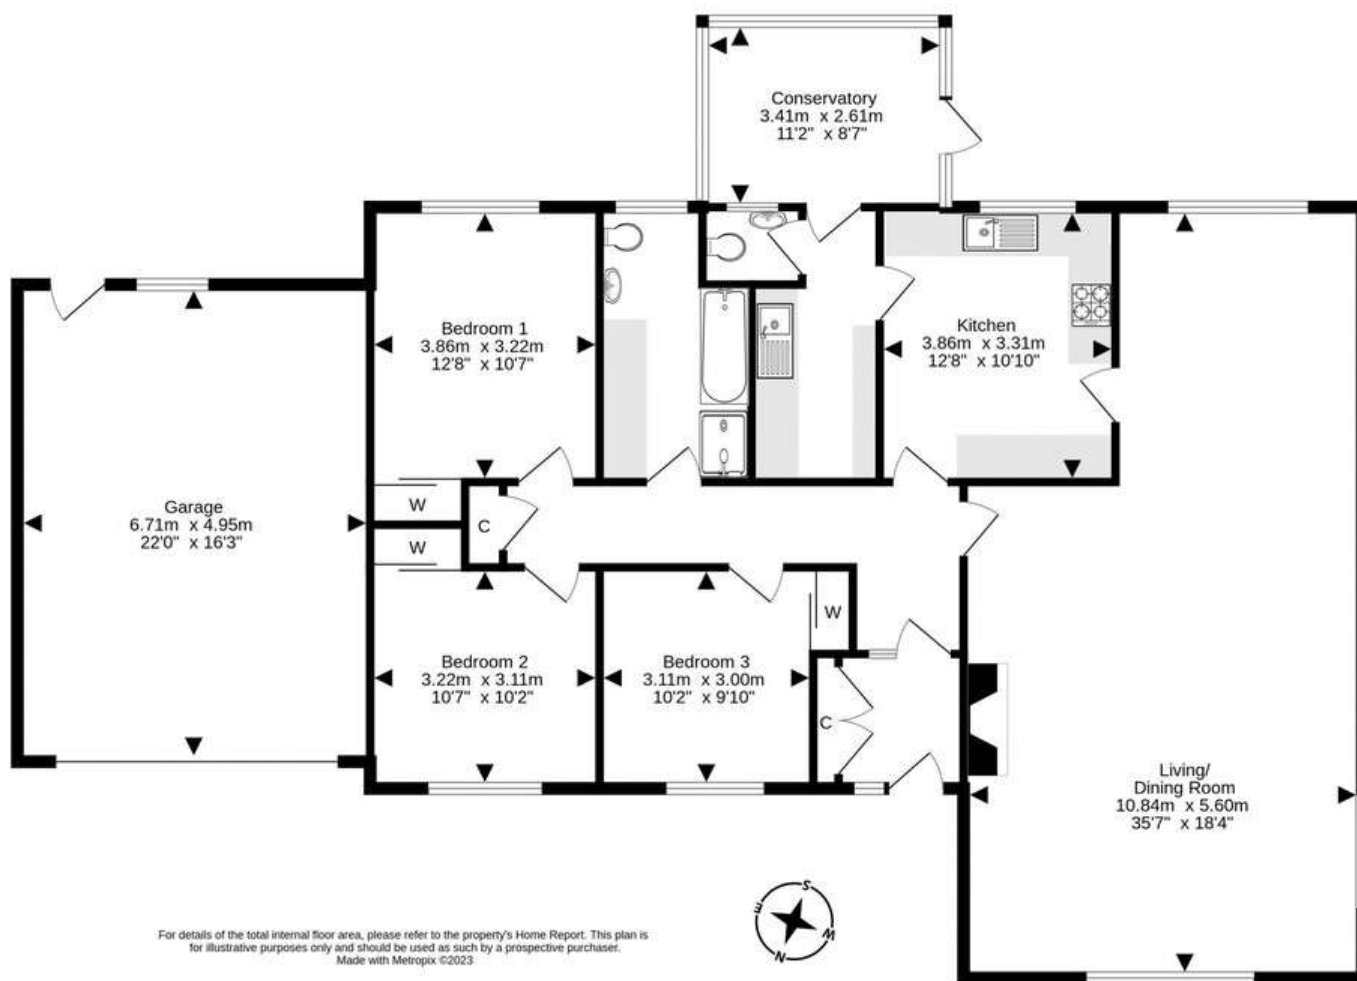 Conservatory
3.41m x 2.61m
11'2" x 8'7"
Bedroom 1
3.86m x 3.22m
12'8" x 10'7"
Kitchen
3.86m x 3.31m
12'8" x 10'10"
Garage
6.71m x 4.95m
22'0" x 16'3"
W
W
C
Bedroom 2
3.22m x 3.11m
10'7" x 10'2"
Bedroom 3
3.11m x 3.00m
10'2" x 9'10"
W
C
Living/
Dining Room
10.84m x 5.60m
35'7" x 18'4"
S
E
W
N
For details of the total internal floor area, please refer to the property's Home Report. This plan is
for illustrative purposes only and should be used as such by a prospective purchaser.
Made with Metropix ©2023